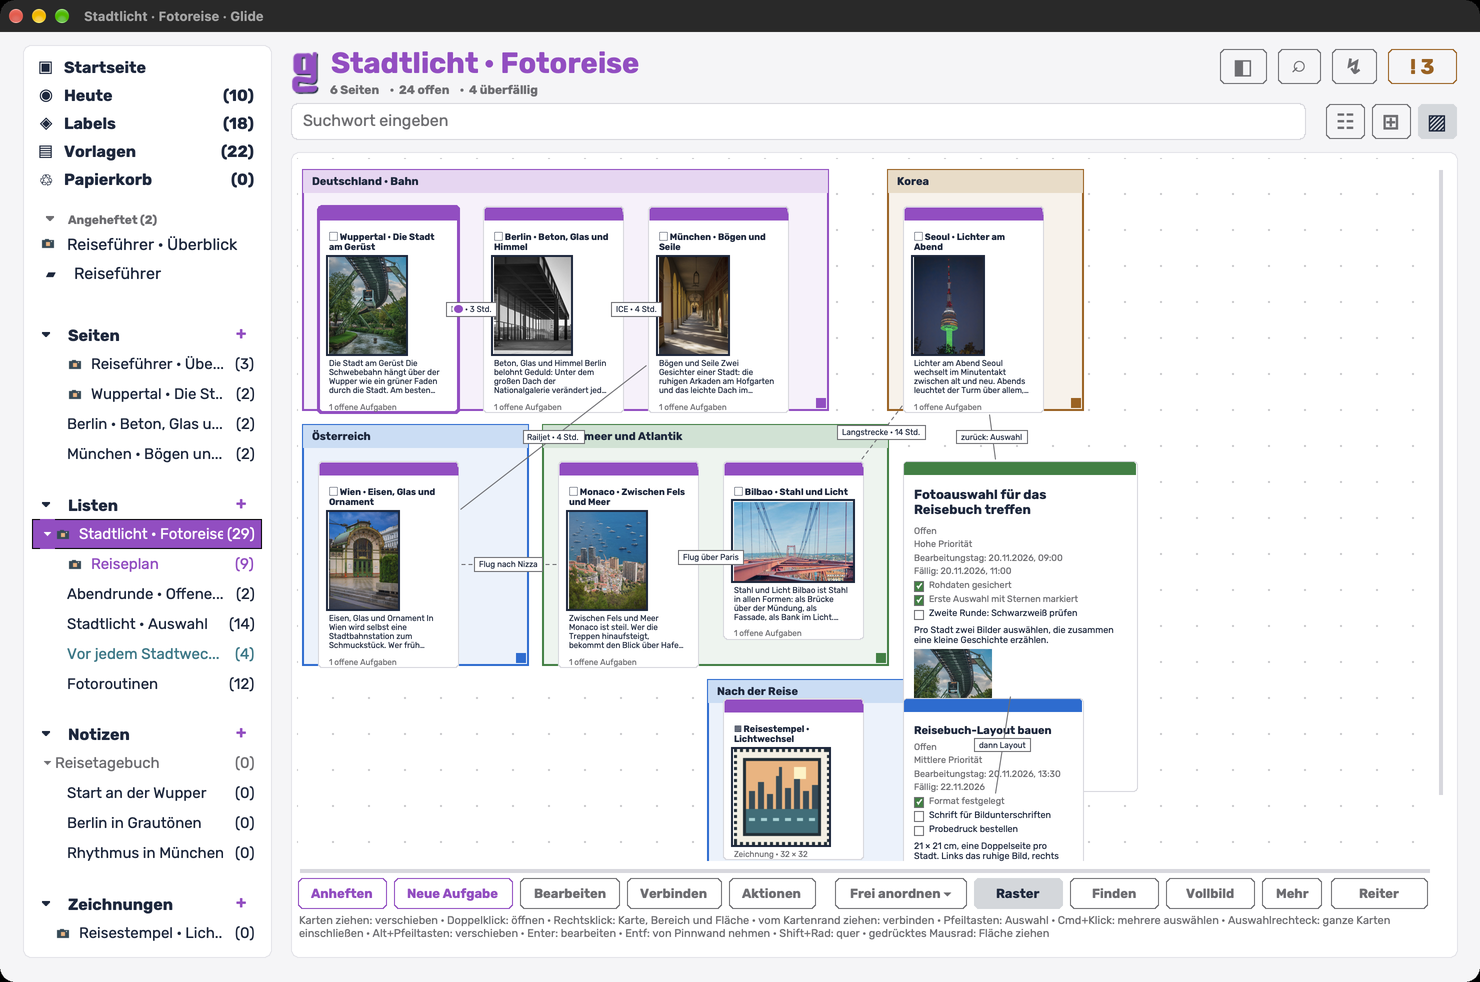 Stadtlicht · Fotoreise · Glide
Startseite
Heute (10)
Labels (18)
Vorlagen (22)
Papierkorb (0)
Angeheftet (2)
Reiseführer • Überblick
Reiseführer
Seiten +
Reiseführer • Übe... (3)
Wuppertal • Die St... (2)
Berlin • Beton, Glas u... (2)
München • Bögen un... (2)
Listen +
Stadtlicht • Fotoreise (29)
Reiseplan (9)
Abendrunde • Offene... (2)
Stadtlicht • Auswahl (14)
Vor jedem Stadtwec... (4)
Fotoroutinen (12)
Notizen +
Reisetagebuch (0)
Start an der Wupper (0)
Berlin in Grautönen (0)
Rhythmus in München (0)
Zeichnungen +
Reisestempel • Lich... (0)
g Stadtlicht • Fotoreise
6 Seiten • 24 offen • 4 überfällig
! 3
Suchwort eingeben
Deutschland • Bahn
Wuppertal • Die Stadt
am Gerüst
Die Stadt am Gerüst Die
Schwebebahn hängt über der
Wupper wie ein grüner Faden
durch die Stadt. Am besten...
1 offene Aufgaben
• 3 Std.
Berlin • Beton, Glas und
Himmel
Beton, Glas und Himmel Berlin
belohnt Geduld: Unter dem
großen Dach der
Nationalgalerie verändert jed...
1 offene Aufgaben
ICE • 4 Std.
München • Bögen und
Seile
Bögen und Seile Zwei
Gesichter einer Stadt: die
ruhigen Arkaden am Hofgarten
und das leichte Dach im...
1 offene Aufgaben
Korea
Seoul • Lichter am
Abend
Lichter am Abend Seoul
wechselt im Minutentakt
zwischen alt und neu. Abends
leuchtet der Turm über allem,...
1 offene Aufgaben
Österreich
Railjet • 4 Std.
meer und Atlantik
Langstrecke • 14 Std.
zurück: Auswahl
Wien • Eisen, Glas und
Ornament
Eisen, Glas und Ornament In
Wien wird selbst eine
Stadtbahnstation zum
Schmuckstück. Wer früh...
1 offene Aufgaben
Flug nach Nizza
Monaco • Zwischen Fels
und Meer
Zwischen Fels und Meer
Monaco ist steil. Wer die
Treppen hinaufsteigt,
bekommt den Blick über Hafe...
1 offene Aufgaben
Flug über Paris
Bilbao • Stahl und Licht
Stahl und Licht Bilbao ist Stahl
in allen Formen: als Brücke
über der Mündung, als
Fassade, als Bank im Licht....
1 offene Aufgaben
Fotoauswahl für das
Reisebuch treffen
Offen
Hohe Priorität
Bearbeitungstag: 20.11.2026, 09:00
Fällig: 20.11.2026, 11:00
Rohdaten gesichert
Erste Auswahl mit Sternen markiert
Zweite Runde: Schwarzweiß prüfen
Pro Stadt zwei Bilder auswählen, die zusammen
eine kleine Geschichte erzählen.
Nach der Reise
Reisestempel •
Lichtwechsel
Zeichnung • 32 × 32
Reisebuch-Layout bauen
Offen
dann Layout
Mittlere Priorität
Bearbeitungstag: 20.11.2026, 13:30
Fällig: 22.11.2026
Format festgelegt
Schrift für Bildunterschriften
Probedruck bestellen
21 × 21 cm, eine Doppelseite pro
Stadt. Links das ruhige Bild, rechts
Anheften
Neue Aufgabe
Bearbeiten
Verbinden
Aktionen
Frei anordnen
Raster
Finden
Vollbild
Mehr
Reiter
Karten ziehen: verschieben • Doppelklick: öffnen • Rechtsklick: Karte, Bereich und Fläche • vom Kartenrand ziehen: verbinden • Pfeiltasten: Auswahl • Cmd+Klick: mehrere auswählen • Auswahlrechteck: ganze Karten
einschließen • Alt+Pfeiltasten: verschieben • Enter: bearbeiten • Entf: von Pinnwand nehmen • Shift+Rad: quer • gedrücktes Mausrad: Fläche ziehen